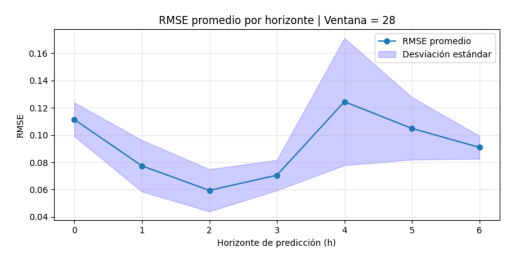 RMSE promedio por horizonte | Ventana = 28
RMSE promedio
Desviación estándar
RMSE
0.16
0.14
0.12
0.10
0.08
0.06
0.04
0 1 2 3 4 5 6
Horizonte de predicción (h)